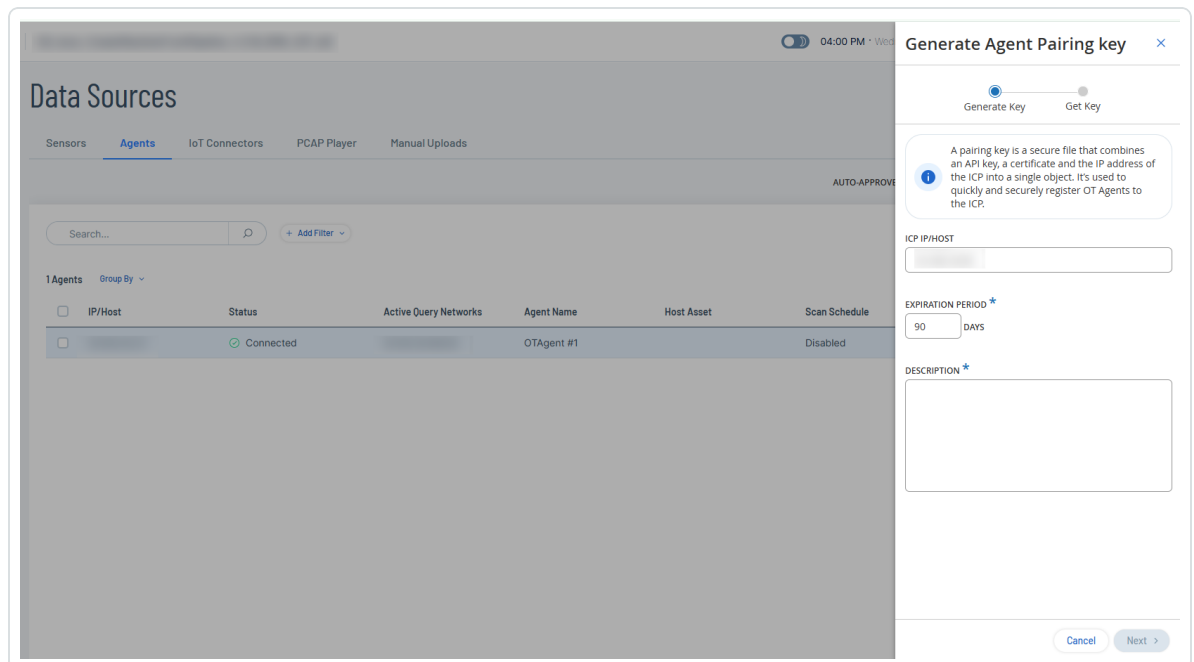 04:00 PM · Wed
Generate Agent Pairing key
Data Sources
Generate Key
Get Key
Sensors
Agents
IoT Connectors
PCAP Player
Manual Uploads
A pairing key is a secure file that combines
an API key, a certificate and the IP address of
the ICP into a single object. It's used to
quickly and securely register OT Agents to
the ICP.
AUTO-APPROVE
Search...
+ Add Filter
ICP IP/HOST
1 Agents
Group By
IP/Host
Status
Active Query Networks
Agent Name
Host Asset
Scan Schedule
Connected
OTAgent #1
Disabled
EXPIRATION PERIOD *
90
DAYS
DESCRIPTION *
Cancel
Next >